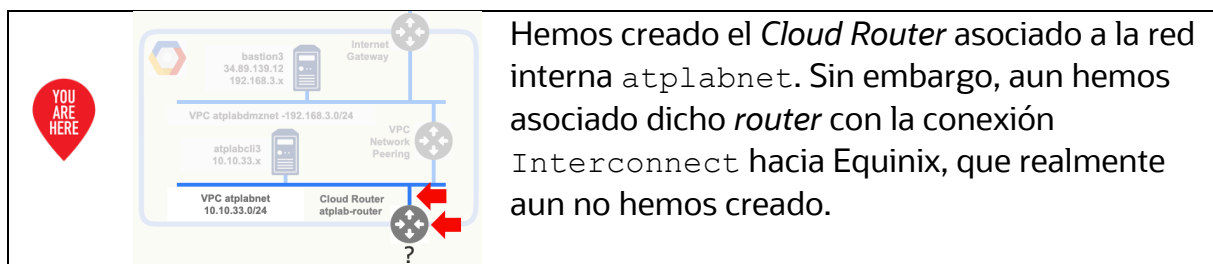 YOU
ARE
HERE
Internet
Gateway
bastion3
34.89.139.12
192.168.3.x
VPC atplabdmznet -192.168.3.0/24
VPC
Network
Peering
atplabcli3
10.10.33.x
VPC atplabnet
10.10.33.0/24
Cloud Router
atplab-router
?
Hemos creado el Cloud Router asociado a la red
interna atplabnet. Sin embargo, aun hemos
asociado dicho router con la conexión
Interconnect hacia Equinix, que realmente
aun no hemos creado.